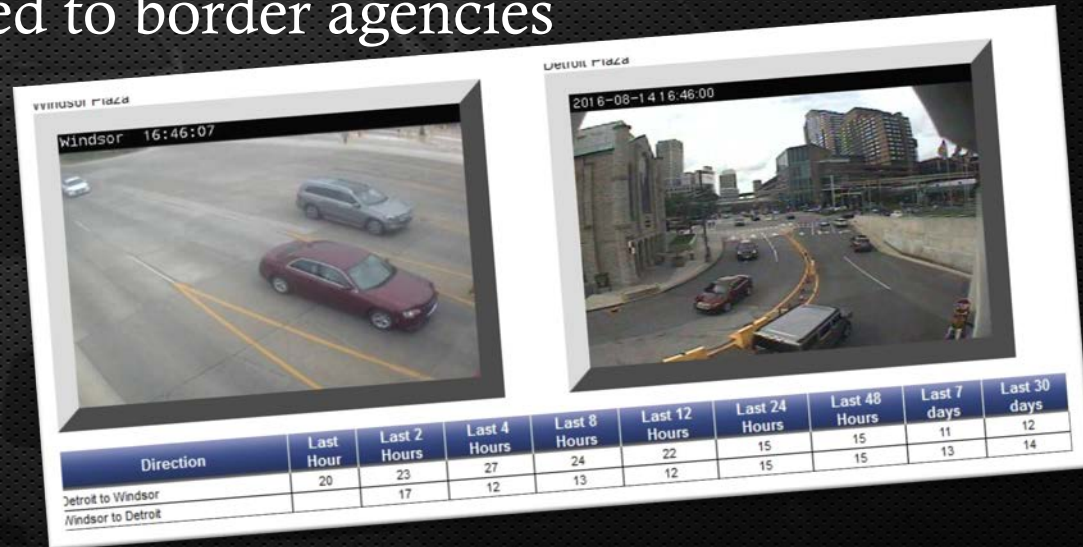 ed to border agencies
Windsor Plaza
Detroit Plaza
Windsor 16:46:07
2016-08-14 16:46:00
Direction Last Hour Last 2 Hours Last 4 Hours Last 8 Hours Last 12 Hours Last 24 Hours Last 48 Hours Last 7 days Last 30 days
Detroit to Windsor 20 23 27 24 22 15 15 11 12
Windsor to Detroit 17 12 13 12 15 15 13 14